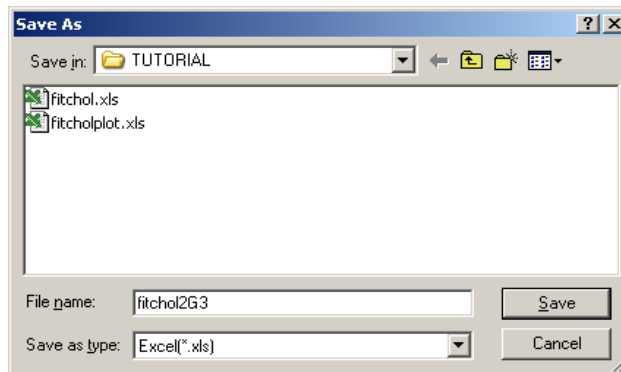 Save As
Save in: TUTORIAL
fitchol.xls
fitcholplot.xls
File name: fitchol2G3 Save
Save as type: Excel(*.xls) Cancel